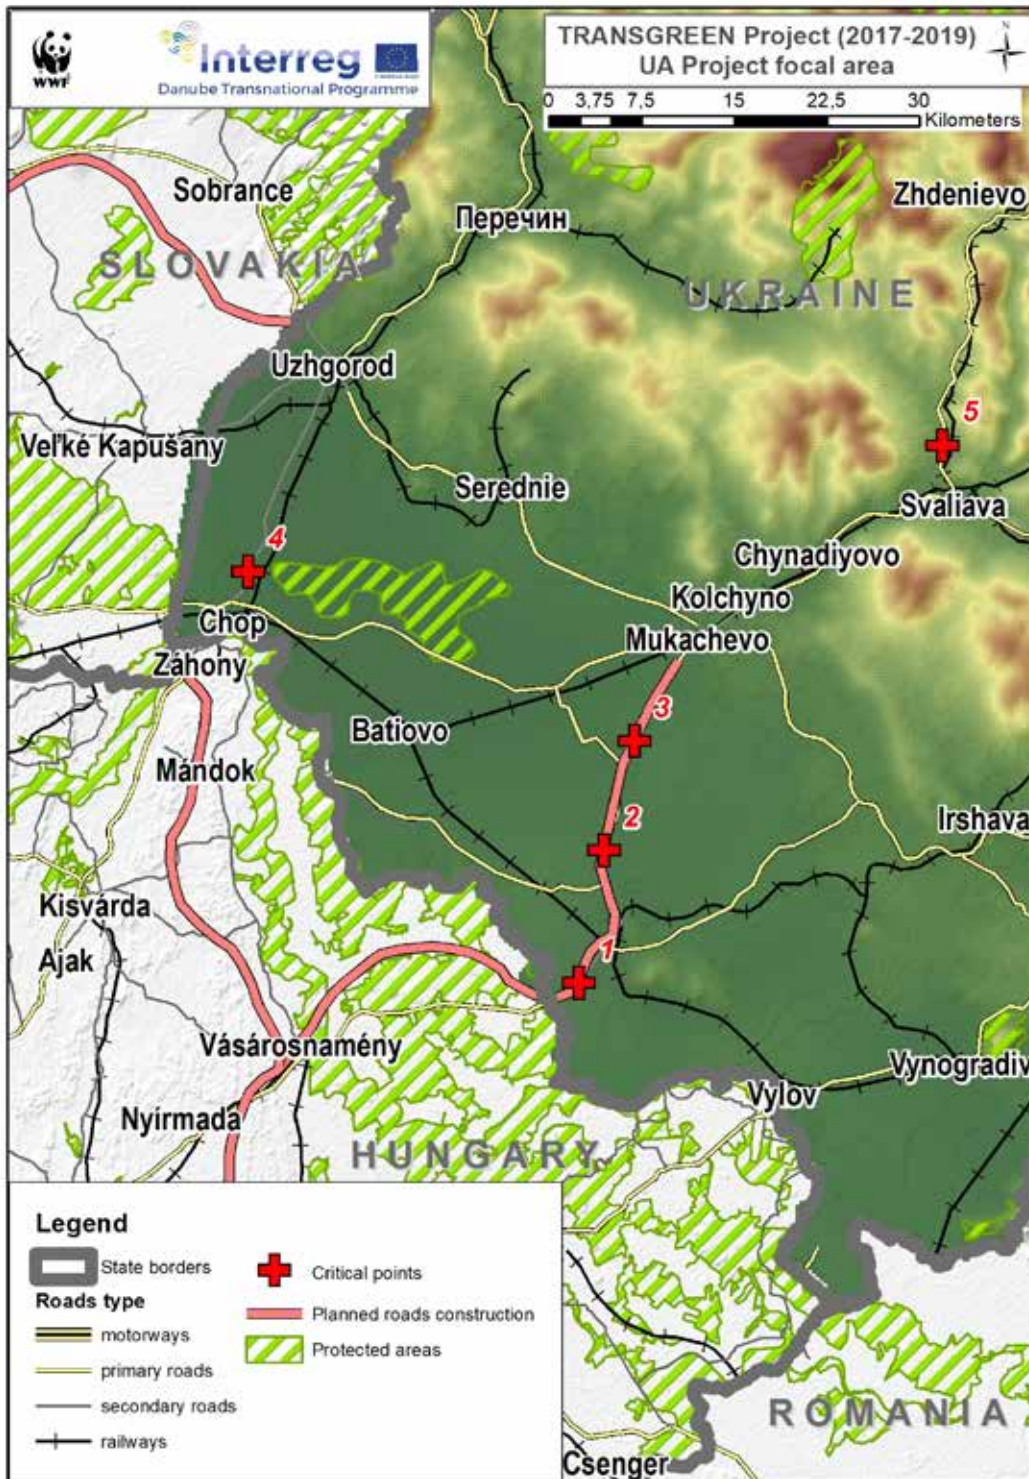 WWF
Interreg
Danube Transnational Programme
TRANSGREEN Project (2017-2019)
UA Project focal area
N
0 3,75 7,5 15 22,5 30
Kilometers
Sobrance
Перечин
Zhdenievo
SLOVAKIA
UKRAINE
Uzhgorod
5
Veľké Kapušany
Serednie
Svaliava
4
Chynadiyovo
Kolchyno
Chop
Mukachevo
Záhony
3
Batiovo
Mándok
2
Irshava
Kisvárda
1
Ajak
Vásárosnamény
Vynogradiv
Vylov
Nyírmada
HUNGARY
Legend
State borders
Roads type
motorways
primary roads
secondary roads
railways
Critical points
Planned roads construction
Protected areas
ROMANIA
Csenger